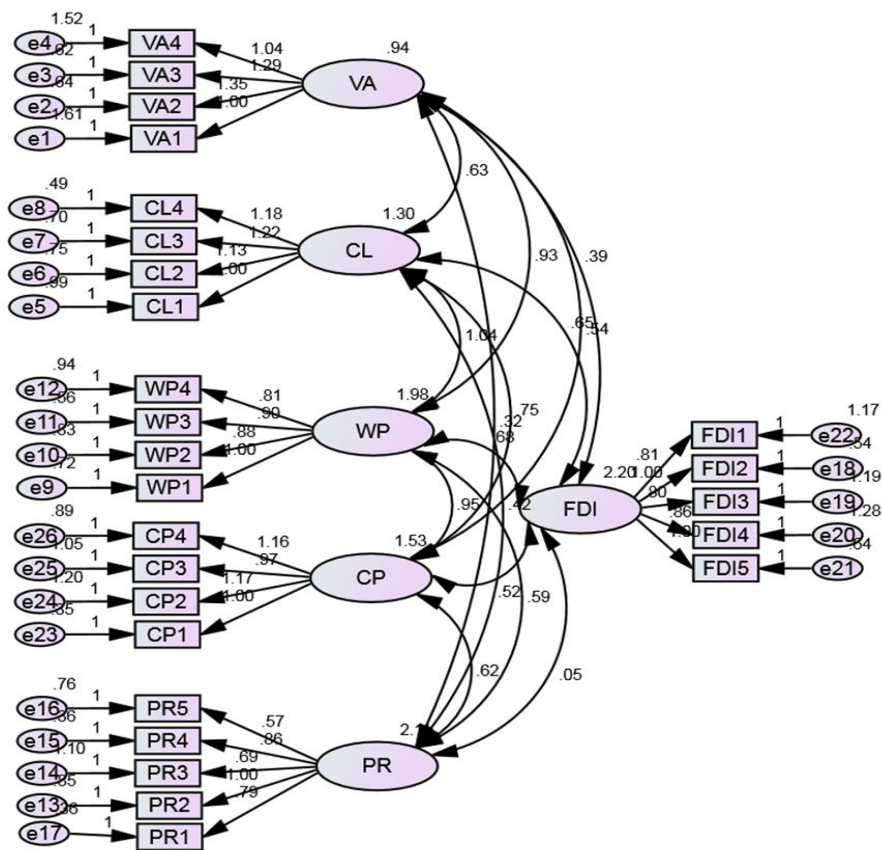 1.52
e4 1 VA4 1.04 .94
.62
e3 1 VA3 1.29 VA
.64
e2 1 VA2 1.35
1.61
e1 1 VA1 1.00
.63
.49
e8 1 CL4 1.18 1.30
.70
e7 1 CL3 1.22 CL .93 .39
.75
e6 1 CL2 1.13
.99
e5 1 CL1 1.00
1.04 .65 .54
.94
e12 1 WP4 .81 1.98
.86
e11 1 WP3 .90 WP .32 .75
.83
e10 1 WP2 .88 .68
.72
e9 1 WP1 1.00
.95 .42
1.17
FDI1 1 e22
.81
.54
2.20 1.00 FDI2 1 e18
1.19
FDI .80 FDI3 1 e19
1.28
.86 FDI4 1 e20
.64
1.00 FDI5 1 e21
.89
e26 1 CP4 1.16 1.53
1.05
e25 1 CP3 .97 CP
1.20
e24 1 CP2 1.17 .52 .59
e23 1 CP1 1.00
.62 .05
.76
e16 1 PR5 .57
e15 1 PR4 .86
1.10
e14 1 PR3 .69 PR
e13 1 PR2 1.00
e17 1 PR1 .79